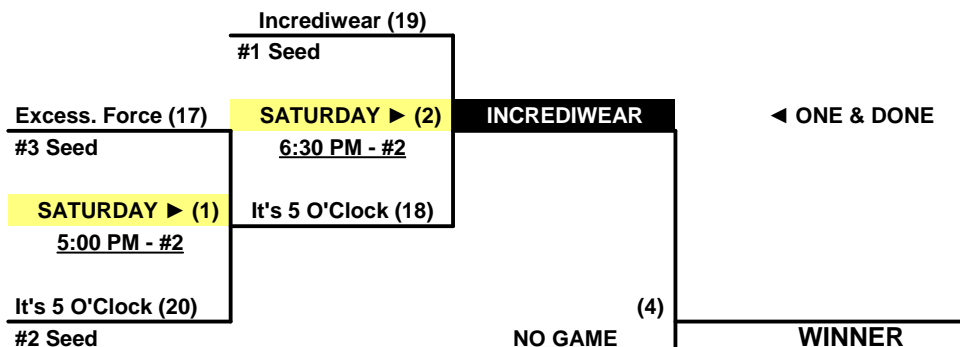 Incrediwear (19)
#1 Seed
Excess. Force (17)
SATURDAY ► (2)
INCREDIWEAR
◄ ONE & DONE
#3 Seed
6:30 PM - #2
SATURDAY ► (1)
It's 5 O'Clock (18)
5:00 PM - #2
It's 5 O'Clock (20)
(4)
#2 Seed
NO GAME
WINNER